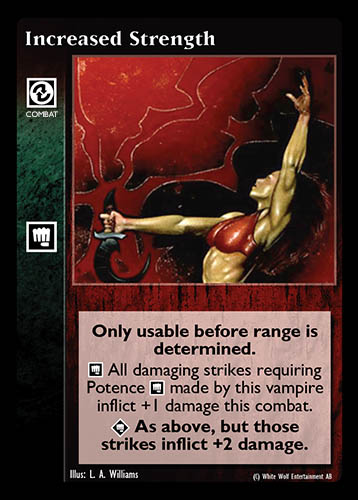 Increased Strength
COMBAT
Only usable before range is
determined.
All damaging strikes requiring
Potence made by this vampire
inflict +1 damage this combat.
As above, but those
strikes inflict +2 damage.
Illus: L. A. Williams
(C) White Wolf Entertainment AB